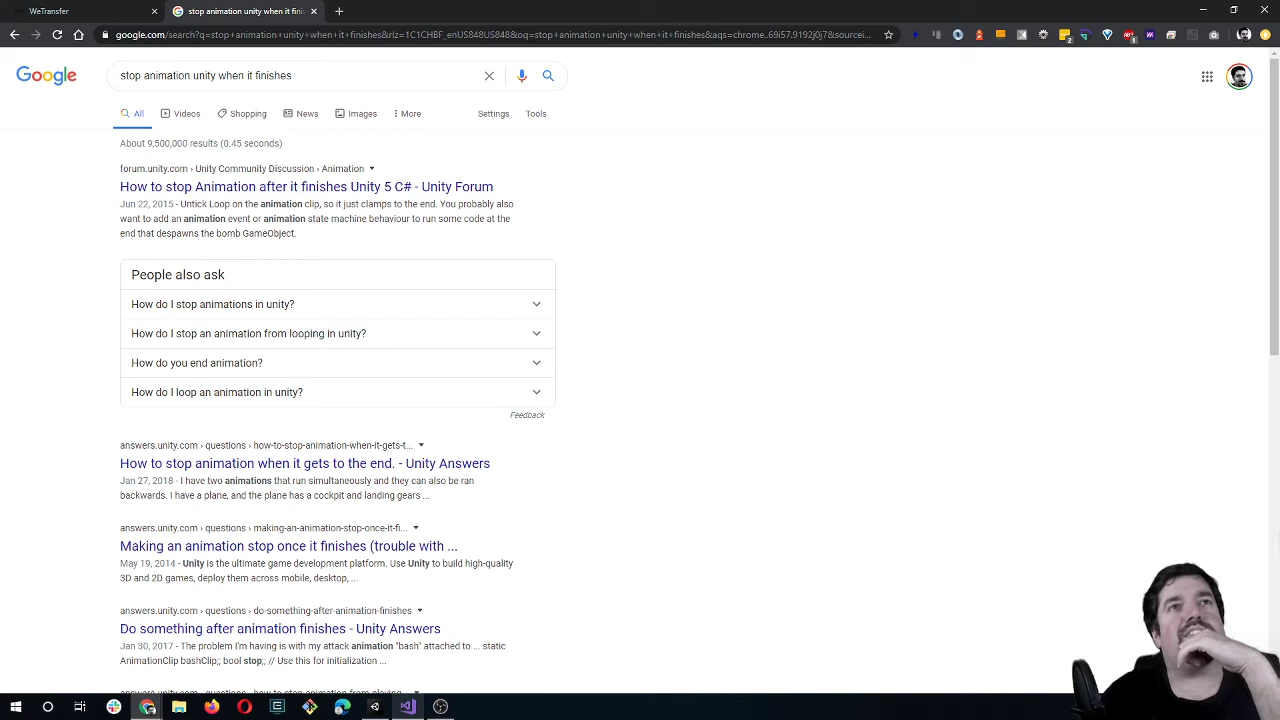 WeTransfer
stop animation unity when it fini
google.com/search?q=stop+animation+unity+when+it+finishes&rlz=1C1CHBF_enUS848US848&oq=stop+animation+unity+when+it+finishes&aqs=chrome..69i57.9192j0j7&sourcei
Google
stop animation unity when it finishes
All
Videos
Shopping
News
Images
More
Settings
Tools
About 9,500,000 results (0.45 seconds)
forum.unity.com › Unity Community Discussion › Animation
How to stop Animation after it finishes Unity 5 C# - Unity Forum
Jun 22, 2015 - Untick Loop on the animation clip, so it just clamps to the end. You probably also
want to add an animation event or animation state machine behaviour to run some code at the
end that despawns the bomb GameObject.
People also ask
How do I stop animations in unity?
How do I stop an animation from looping in unity?
How do you end animation?
How do I loop an animation in unity?
Feedback
answers.unity.com › questions › how-to-stop-animation-when-it-gets-t...
How to stop animation when it gets to the end. - Unity Answers
Jan 27, 2018 - I have two animations that run simultaneously and they can also be ran
backwards. I have a plane, and the plane has a cockpit and landing gears ...
answers.unity.com › questions › making-an-animation-stop-once-it-fi...
Making an animation stop once it finishes (trouble with ...
May 19, 2014 - Unity is the ultimate game development platform. Use Unity to build high-quality
3D and 2D games, deploy them across mobile, desktop, ...
answers.unity.com › questions › do-something-after-animation-finishes
Do something after animation finishes - Unity Answers
Jan 30, 2017 - The problem I'm having is with my attack animation "bash" attached to ... static
AnimationClip bashClip;; bool stop;; // Use this for initialization ...
answers.unity.com › questions › how-to-stop-animation-from-playing